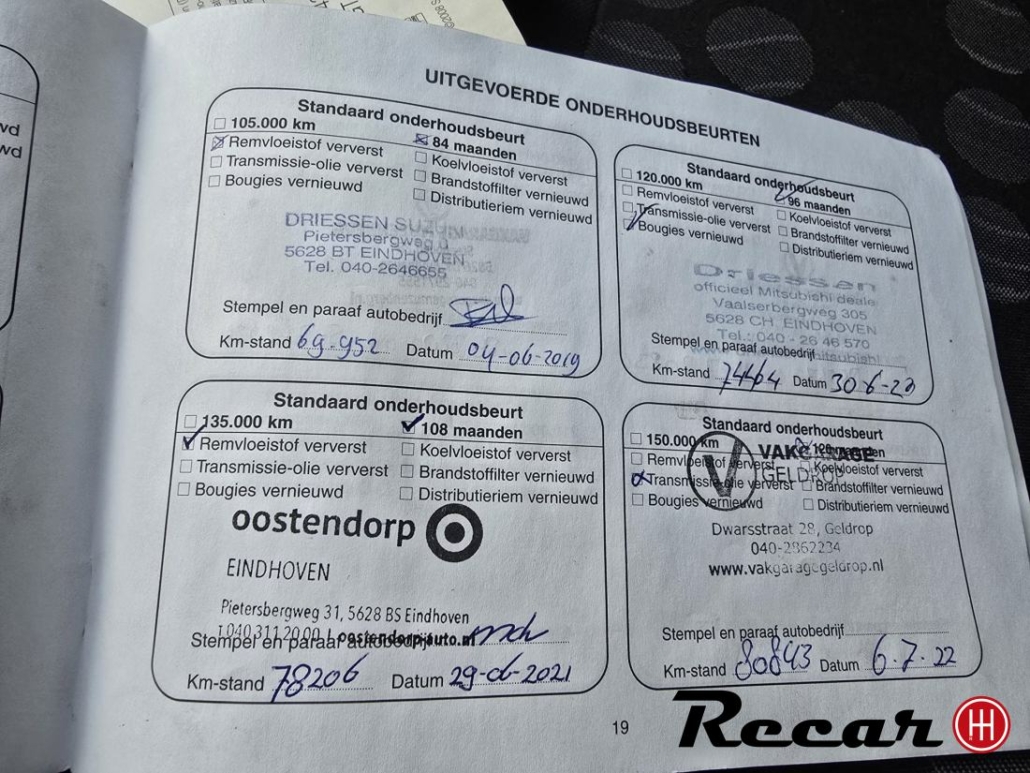 UITGEVOERDE ONDERHOUDSBEURTEN
Standaard onderhoudsbeurt
105.000 km 84 maanden
Remvloeistof ververst Koelvloeistof ververst
Transmissie-olie ververst Brandstoffilter vernieuwd
Bougies vernieuwd Distributieriem vernieuwd
DRIESSEN
Pietersbergweg
5628 BT EINDHOVEN
Tel. 040-2646655
Stempel en paraaf autobedrijf
Km-stand 69.952 Datum 04-06-2019
Standaard onderhoudsbeurt
120.000 km 96 maanden
Remvloeistof ververst Koelvloeistof ververst
Transmissie-olie ververst Brandstoffilter vernieuwd
Bougies vernieuwd Distributieriem vernieuwd
Driessen
officieel Mitsubishi deale
Vaalserbergweg 305
5628 CH EINDHOVEN
Tel.: 040 - 26 46 570
Stempel en paraaf autobedrijf
Km-stand 74464 Datum
Standaard onderhoudsbeurt
135.000 km 108 maanden
Remvloeistof ververst Koelvloeistof ververst
Transmissie-olie ververst Brandstoffilter vernieuwd
Bougies vernieuwd Distributieriem vernieuwd
oostendorp
EINDHOVEN
Pietersbergweg 31, 5628 BS Eindhoven
oostendorp-auto.nl
Stempel en paraaf autobedrijf
Km-stand 78206 Datum 29-06-2021
Standaard onderhoudsbeurt
150.000 km maanden
Remvloeistof ververst Koelvloeistof ververst
Transmissie-olie ververst Brandstoffilter vernieuwd
Bougies vernieuwd Distributieriem vernieuwd
V VAKGARAGE
GELDROP
Dwarsstraat 28, Geldrop
040-2862234
www.vakgaragegeldrop.nl
Stempel en paraaf autobedrijf
Km-stand 80843 Datum 6-7-22
19
Recar